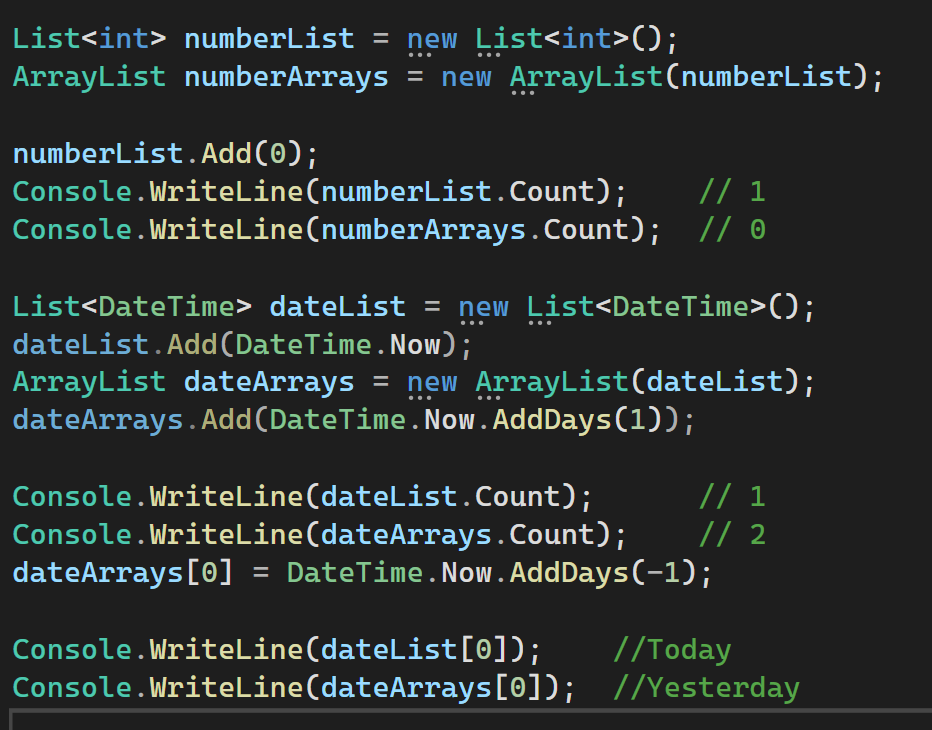 List<int> numberList = new List<int>();
ArrayList numberArrays = new ArrayList(numberList);
numberList.Add(0);
Console.WriteLine(numberList.Count);    // 1
Console.WriteLine(numberArrays.Count);  // 0
List<DateTime> dateList = new List<DateTime>();
dateList.Add(DateTime.Now);
ArrayList dateArrays = new ArrayList(dateList);
dateArrays.Add(DateTime.Now.AddDays(1));
Console.WriteLine(dateList.Count);      // 1
Console.WriteLine(dateArrays.Count);    // 2
dateArrays[0] = DateTime.Now.AddDays(-1);
Console.WriteLine(dateList[0]);    //Today
Console.WriteLine(dateArrays[0]);  //Yesterday